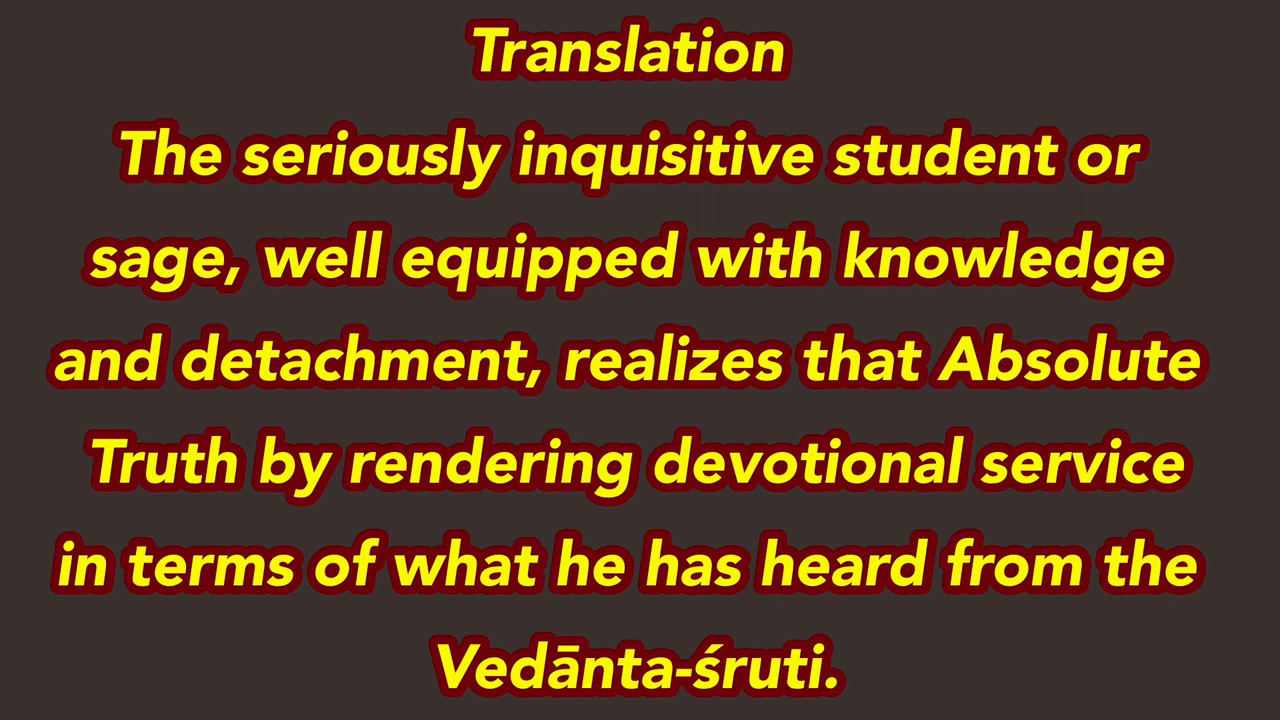 Translation
The seriously inquisitive student or
sage, well equipped with knowledge
and detachment, realizes that Absolute
Truth by rendering devotional service
in terms of what he has heard from the
Vedānta-śruti.